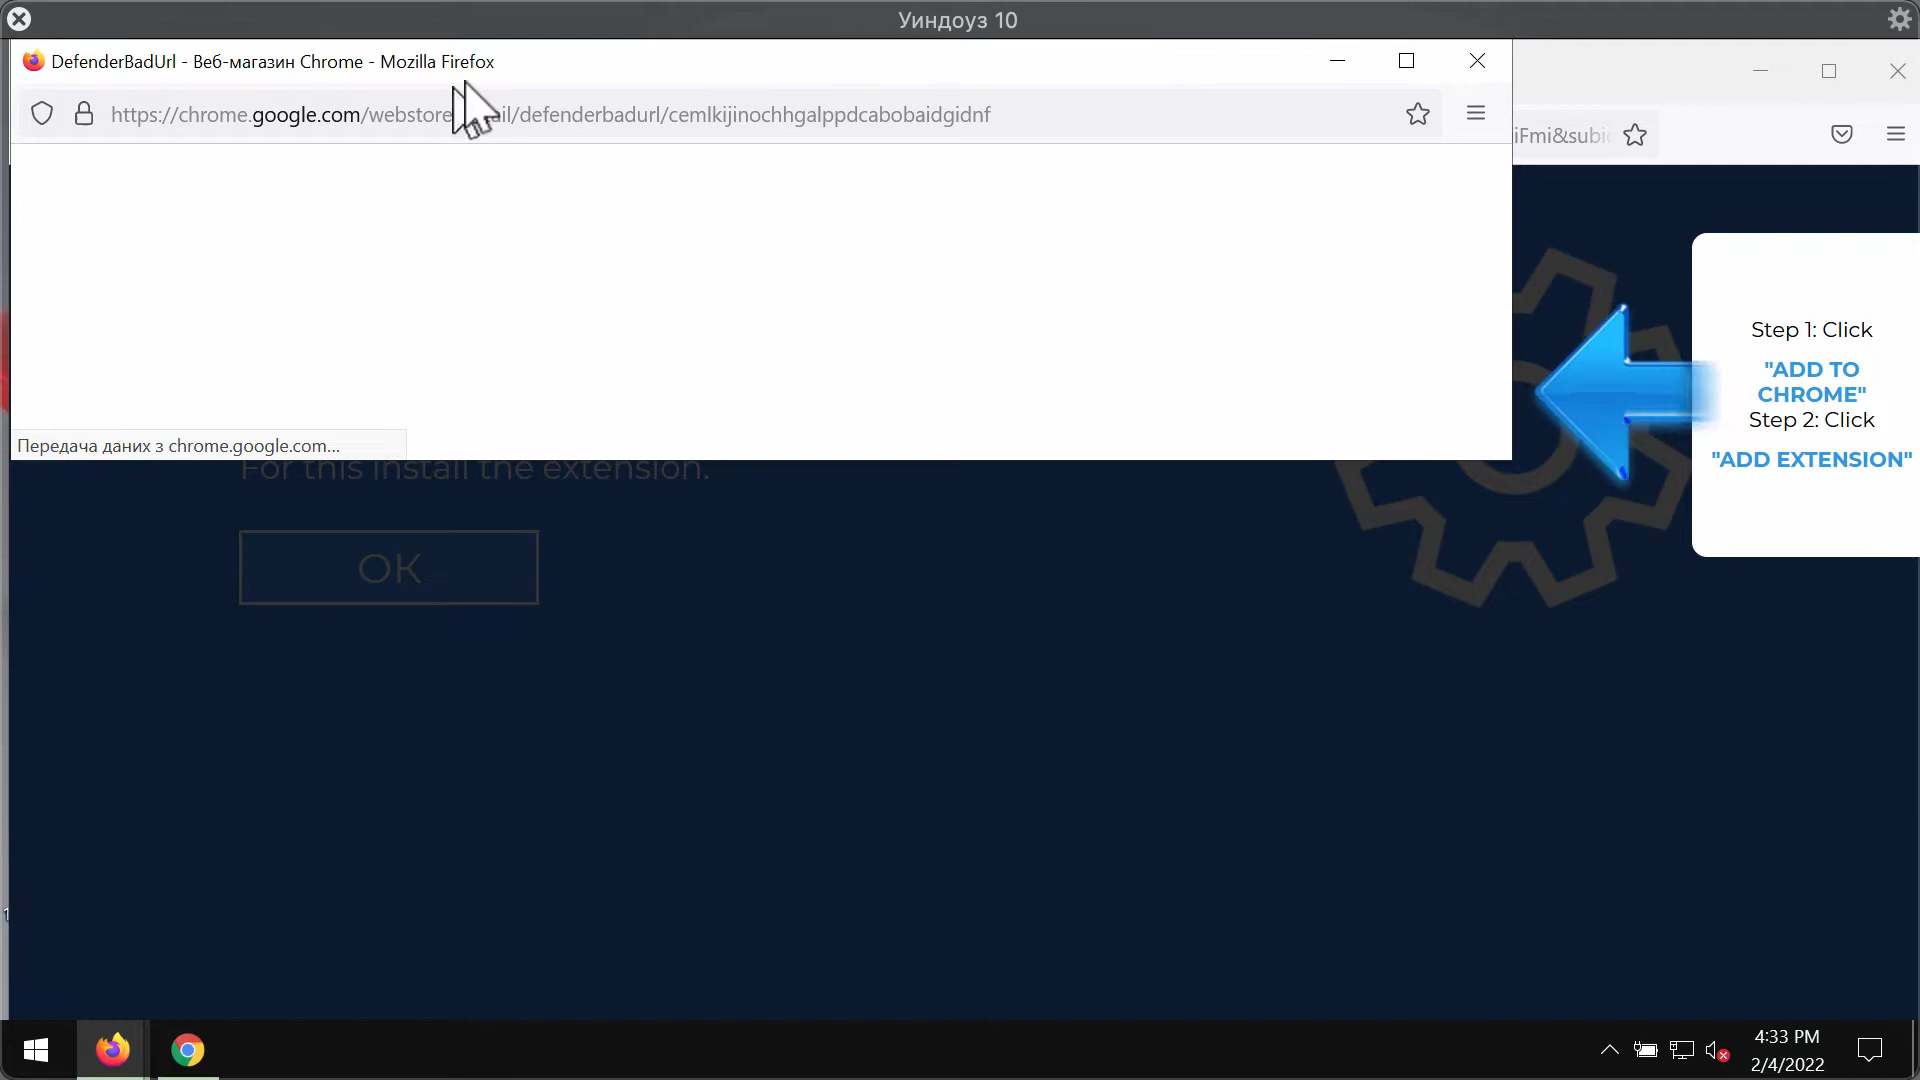 Уиндоуз 10
DefenderBadUrl - Веб-магазин Chrome - Mozilla Firefox
https://chrome.google.com/webstore ail/defenderbadurl/cemlkijinochhgalppdcabobaidgidnf
iFmi&subic
Step 1: Click
"ADD TO
CHROME"
Step 2: Click
"ADD EXTENSION"
Передача даних з chrome.google.com...
For this install the extension.
OK
4:33 PM
2/4/2022